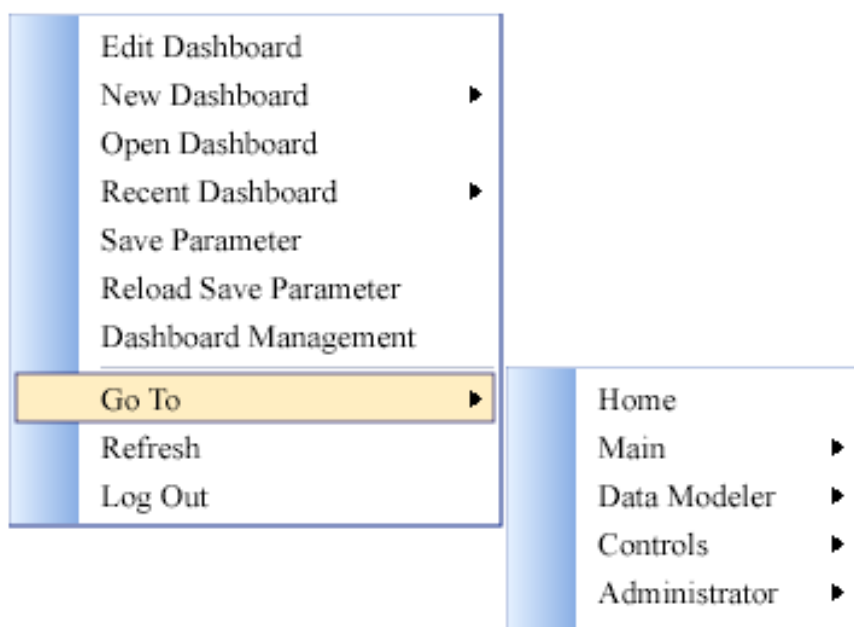 Edit Dashboard
New Dashboard
Open Dashboard
Recent Dashboard
Save Parameter
Reload Save Parameter
Dashboard Management
Go To
Refresh
Log Out
Home
Main
Data Modeler
Controls
Administrator